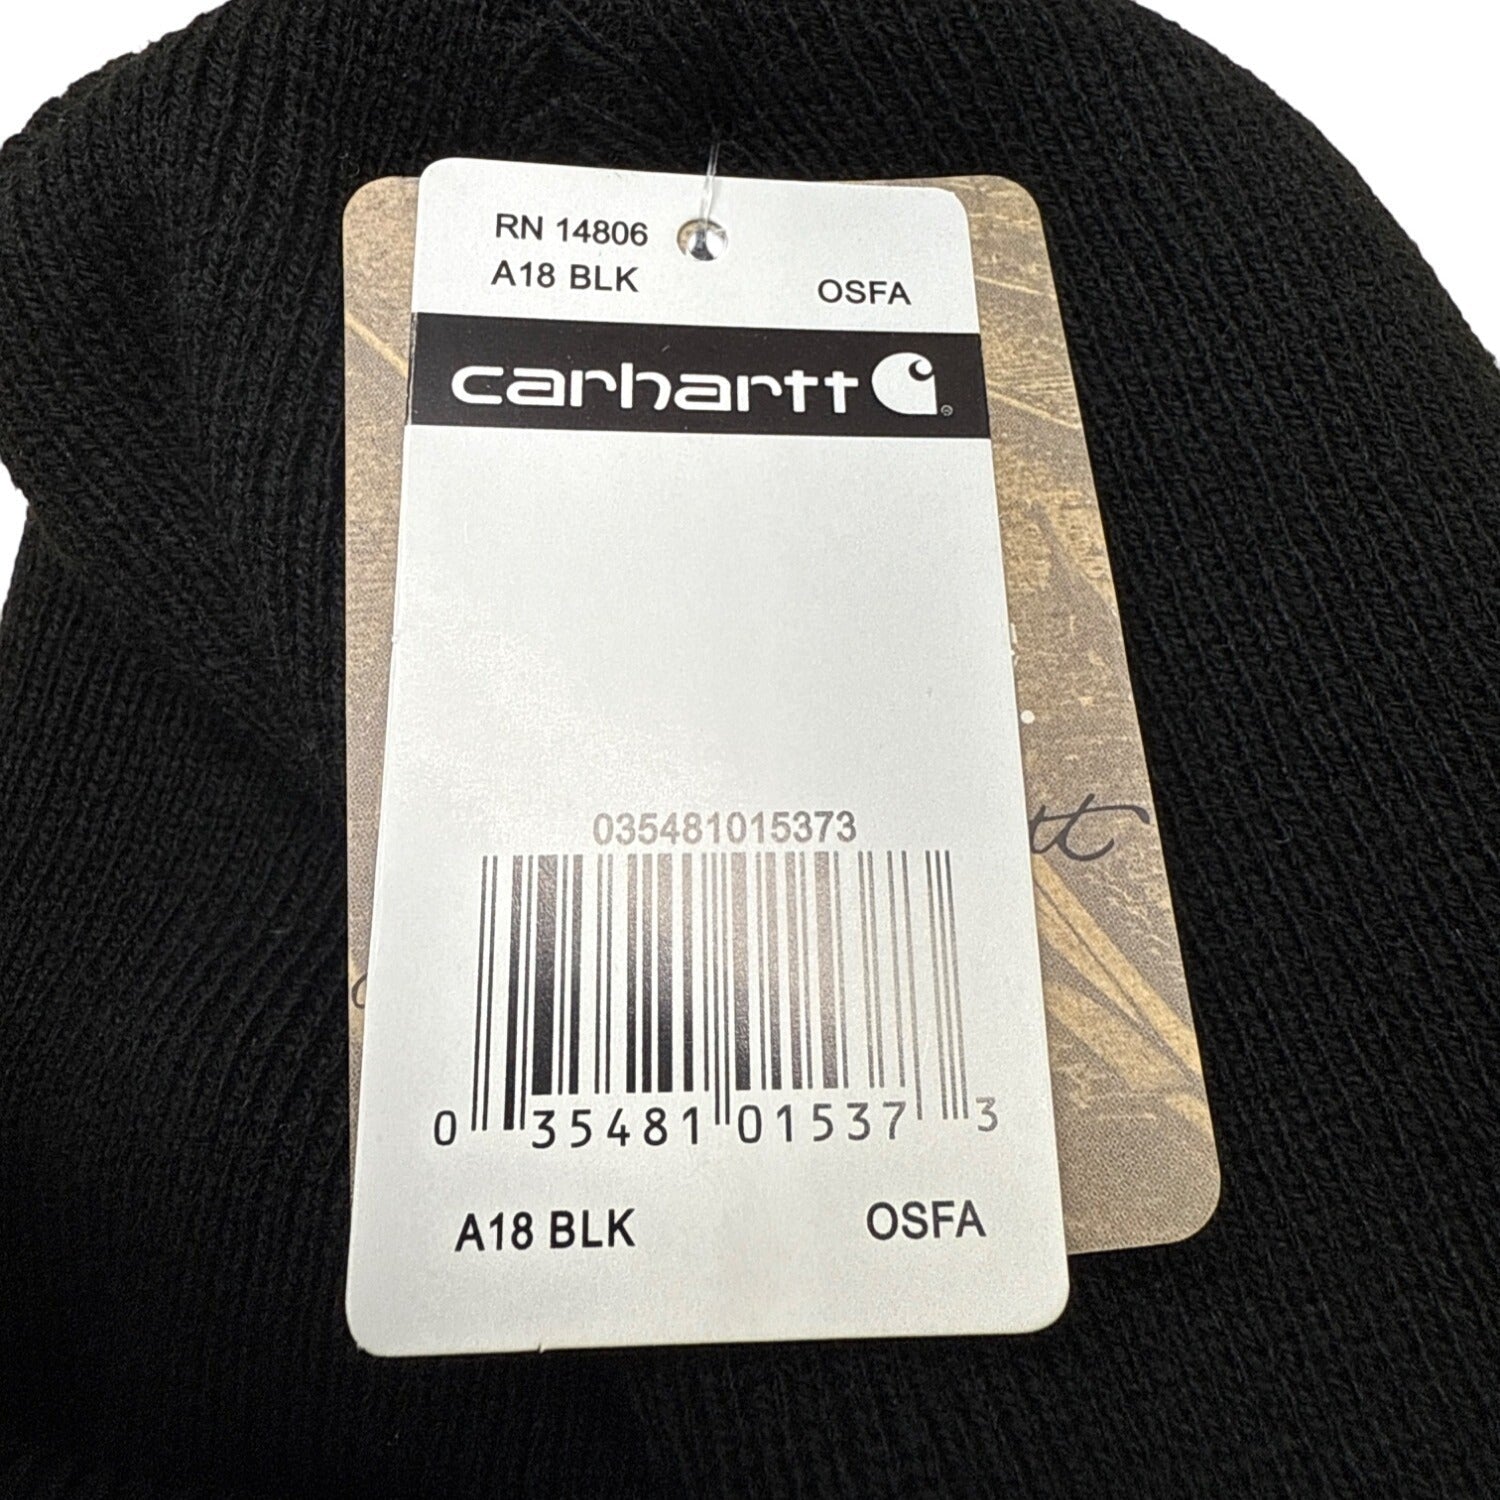 RN 14806
A18 BLK OSFA
carhartt ®
035481015373
0 35481 01537 3
A18 BLK OSFA